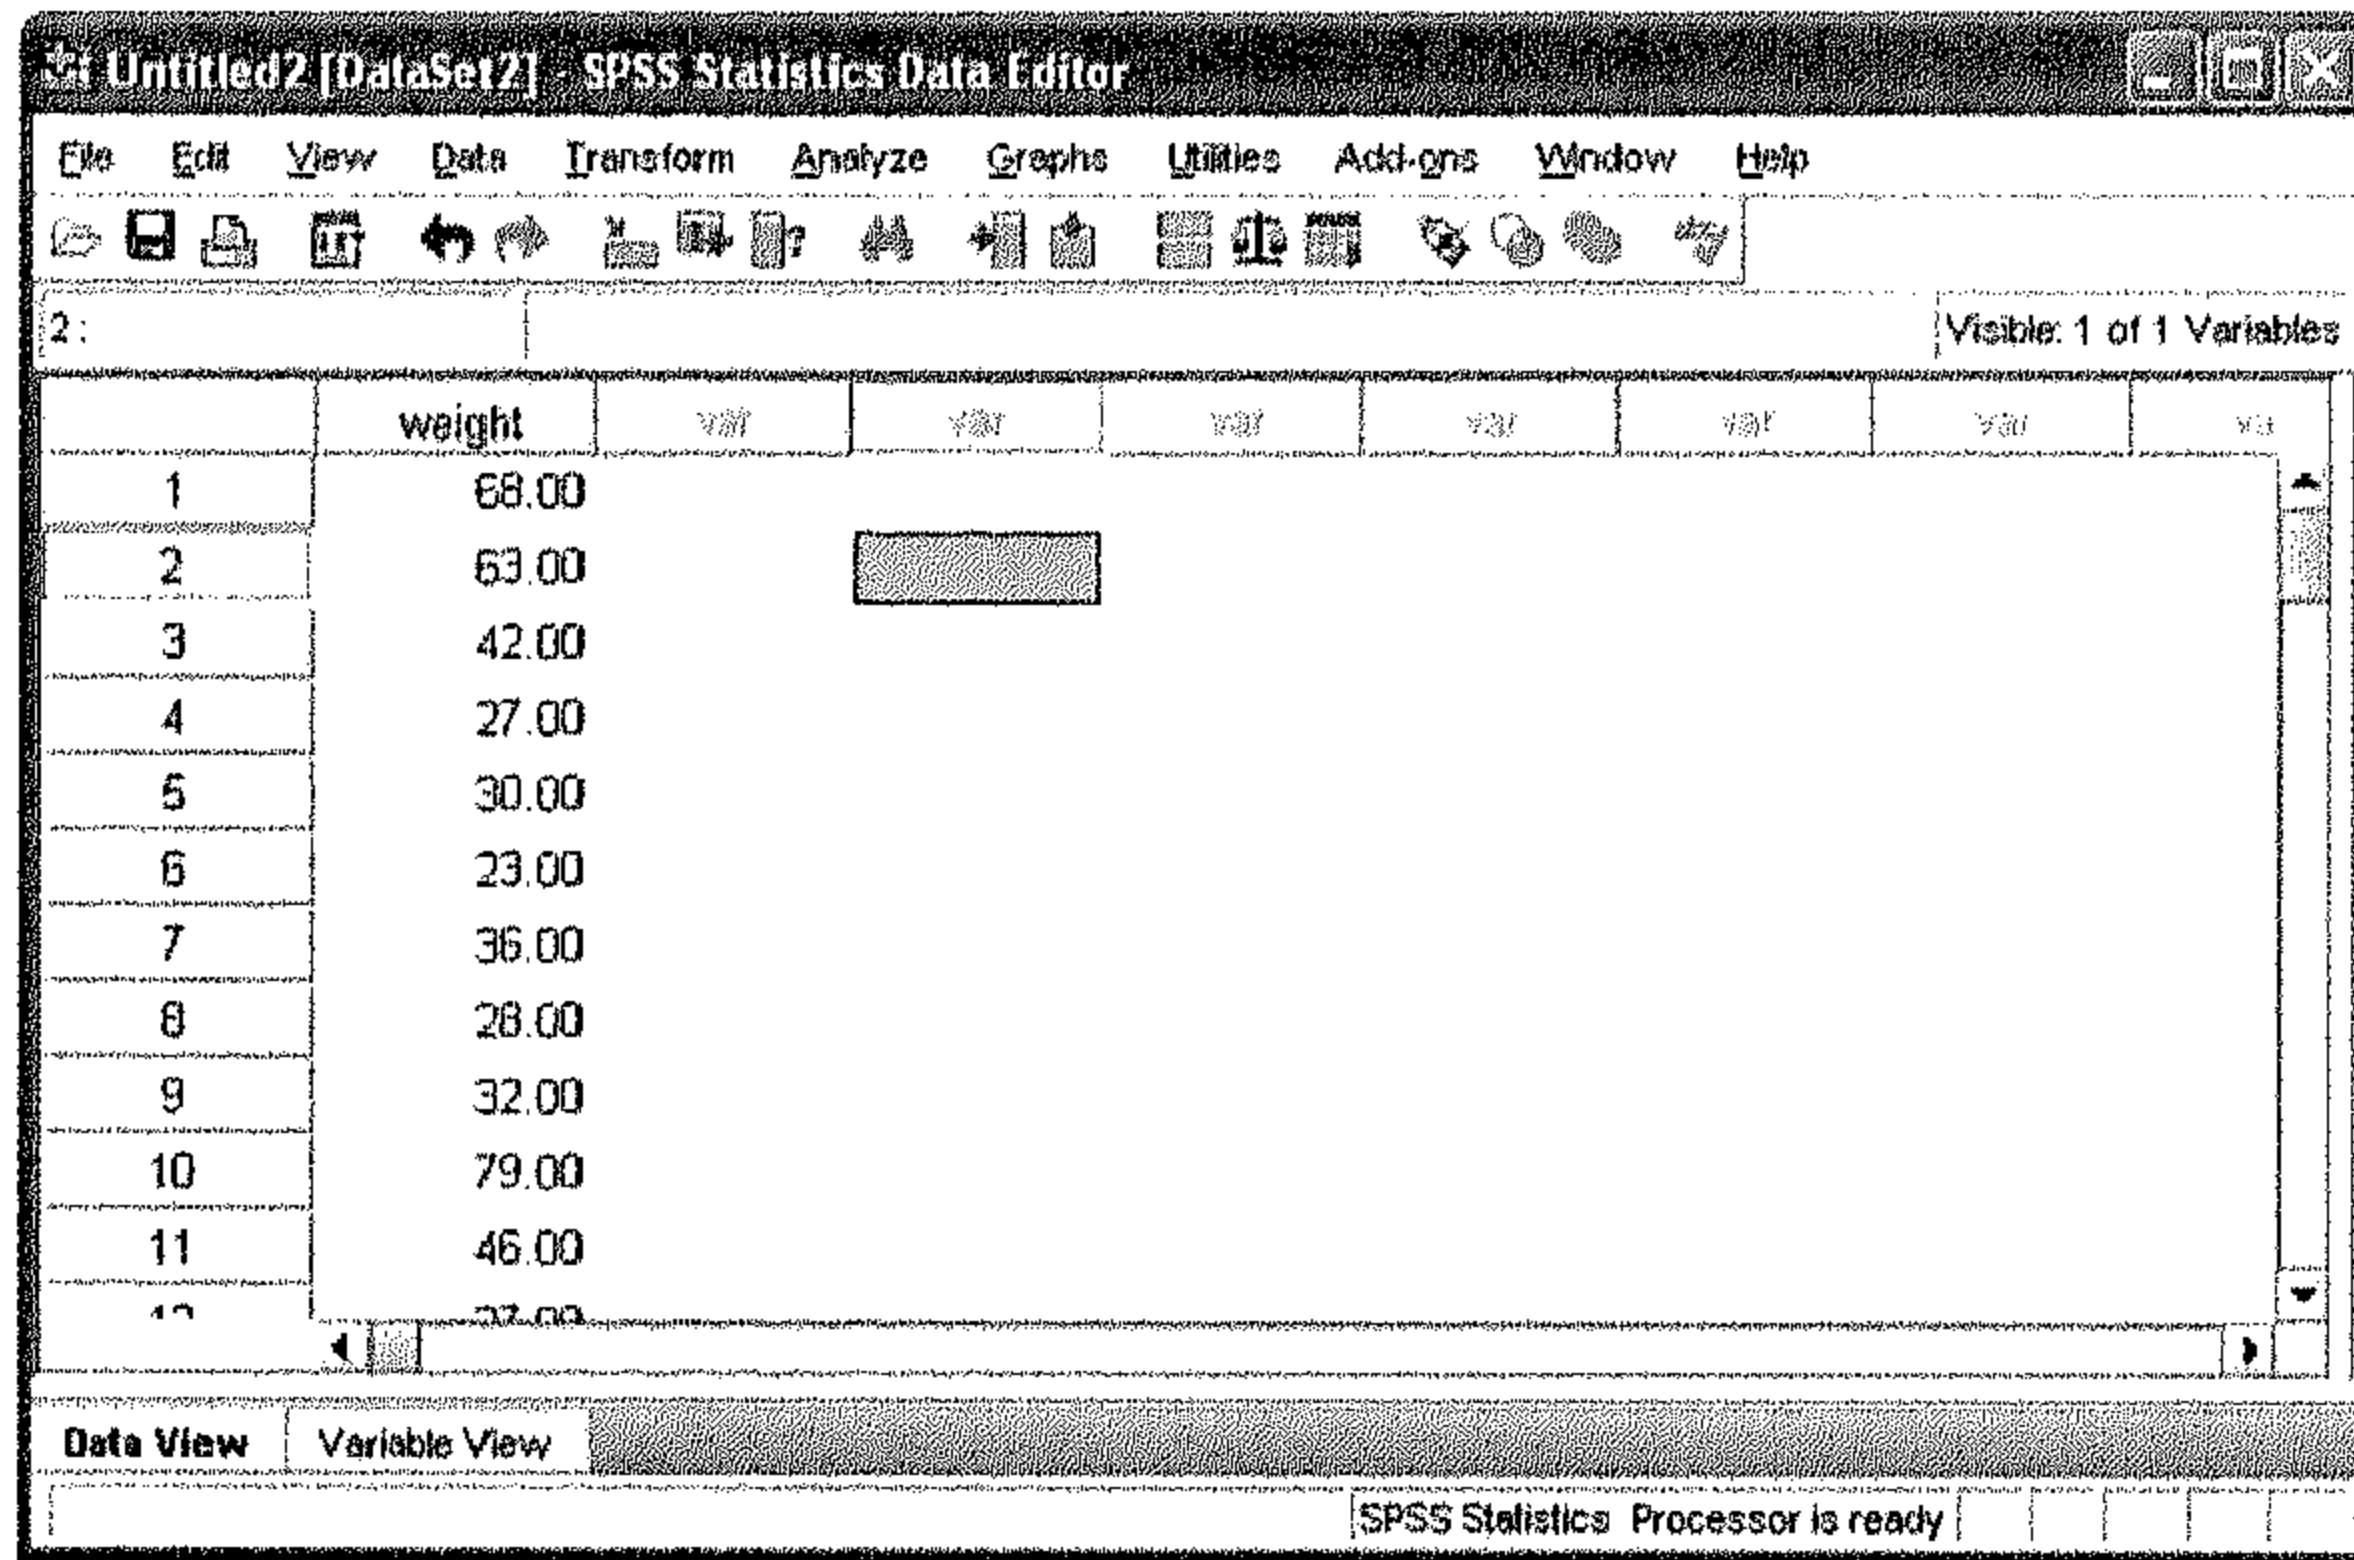 Untitled2 [DataSet2] - SPSS Statistics Data Editor
File Edit View Data Transform Analyze Graphs Utilities Add-ons Window Help
2 :
Visible: 1 of 1 Variables
weight var var var var var var va
1 68.00
2 63.00
3 42.00
4 27.00
5 30.00
6 23.00
7 36.00
8 28.00
9 32.00
10 79.00
11 46.00
Data View Variable View
SPSS Statistics Processor is ready